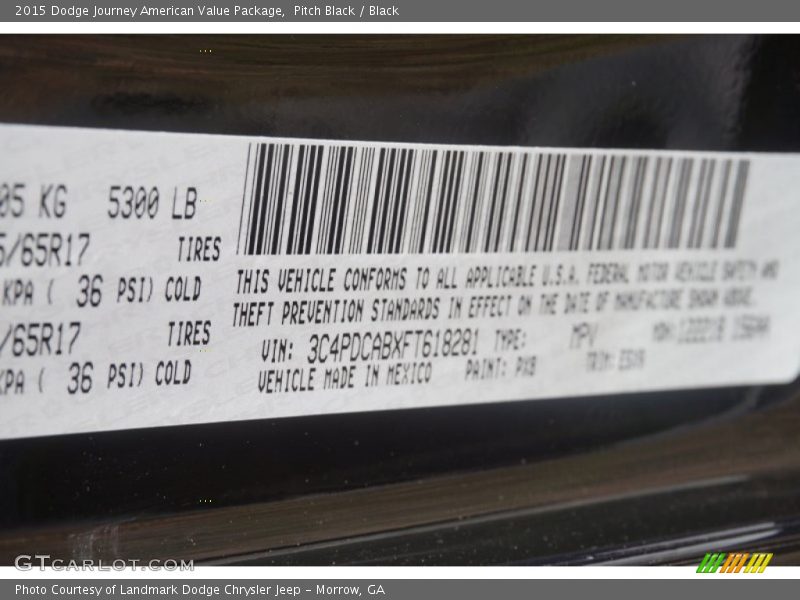 2015 Dodge Journey American Value Package, Pitch Black / Black
05 KG 5300 LB
5/65R17 TIRES
KPA ( 36 PSI) COLD
/65R17 TIRES
KPA ( 36 PSI) COLD
THIS VEHICLE CONFORMS TO ALL APPLICABLE U.S.A. FEDERAL MOTOR VEHICLE SAFETY AND
THEFT PREVENTION STANDARDS IN EFFECT ON THE DATE OF MANUFACTURE SHOWN ABOVE.
VIN: 3C4PDCABXFT618281 TYPE: MPV
VEHICLE MADE IN MEXICO PAINT: PX8 TRIM:
GTCARLOT.COM
Photo Courtesy of Landmark Dodge Chrysler Jeep - Morrow, GA